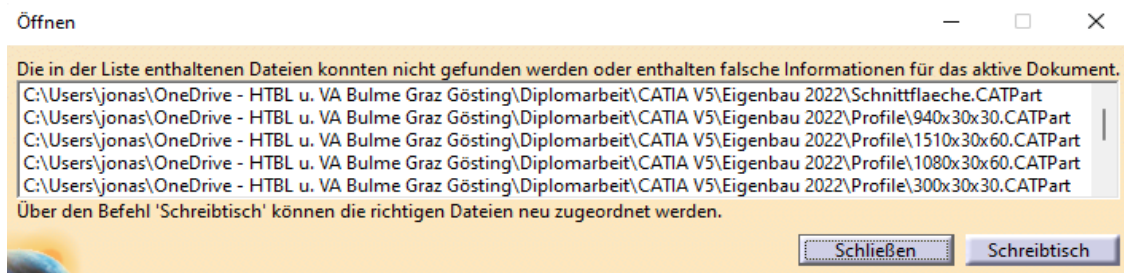 Öffnen
Die in der Liste enthaltenen Dateien konnten nicht gefunden werden oder enthalten falsche Informationen für das aktive Dokument.
C:\Users\jonas\OneDrive - HTBL u. VA Bulme Graz Gösting\Diplomarbeit\CATIA V5\Eigenbau 2022\Schnittflaeche.CATPart
C:\Users\jonas\OneDrive - HTBL u. VA Bulme Graz Gösting\Diplomarbeit\CATIA V5\Eigenbau 2022\Profile\940x30x30.CATPart
C:\Users\jonas\OneDrive - HTBL u. VA Bulme Graz Gösting\Diplomarbeit\CATIA V5\Eigenbau 2022\Profile\1510x30x60.CATPart
C:\Users\jonas\OneDrive - HTBL u. VA Bulme Graz Gösting\Diplomarbeit\CATIA V5\Eigenbau 2022\Profile\1080x30x60.CATPart
C:\Users\jonas\OneDrive - HTBL u. VA Bulme Graz Gösting\Diplomarbeit\CATIA V5\Eigenbau 2022\Profile\300x30x30.CATPart
Über den Befehl 'Schreibtisch' können die richtigen Dateien neu zugeordnet werden.
Schließen Schreibtisch